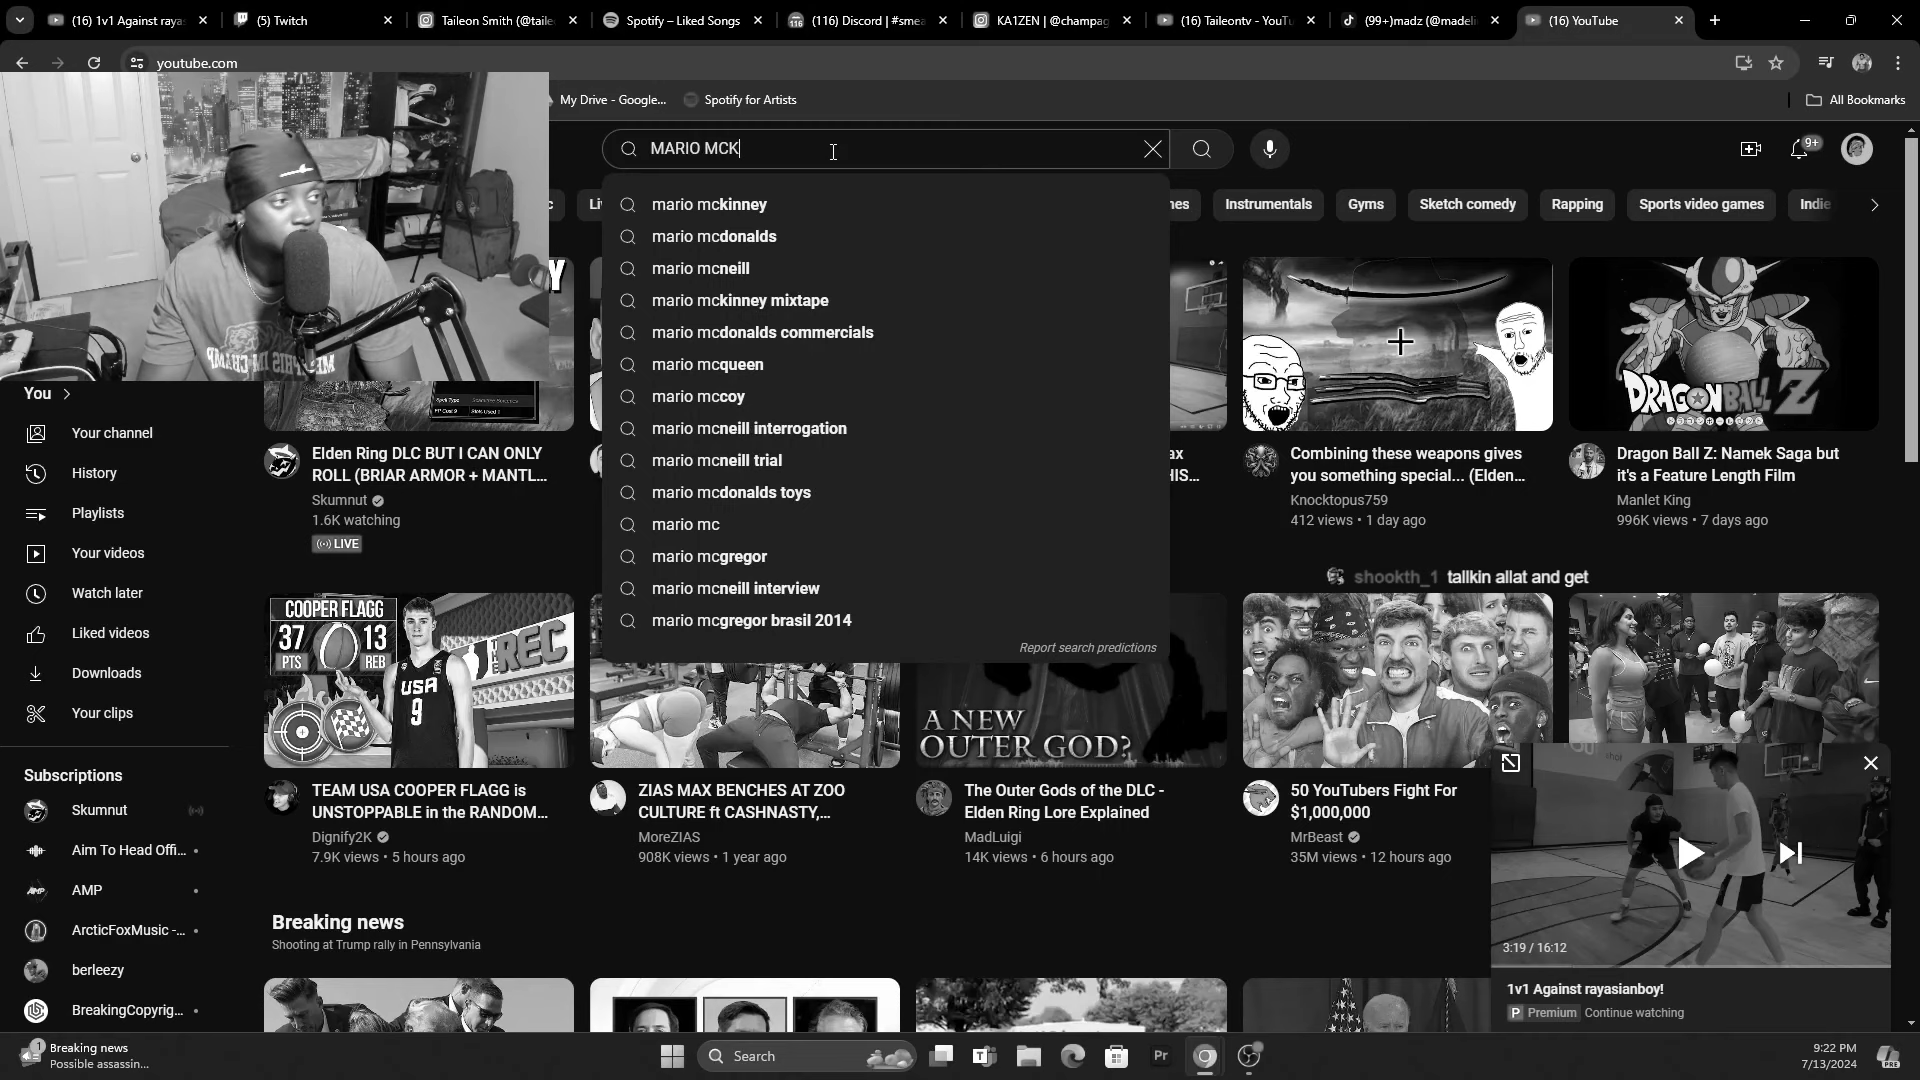 (16) 1v1 Against rayas
(5) Twitch
Taileon Smith (@taile
Spotify – Liked Songs
(116) Discord | #smea
KA1ZEN | @champag
(16) Taileontv - YouTu
(99+)madz (@madeli
(16) YouTube
youtube.com
My Drive - Google...
Spotify for Artists
All Bookmarks
MARIO MCK
9+
Instrumentals
Gyms
Sketch comedy
Rapping
Sports video games
Indie
mario mckinney
mario mcdonalds
mario mcneill
mario mckinney mixtape
mario mcdonalds commercials
mario mcqueen
mario mccoy
mario mcneill interrogation
mario mcneill trial
mario mcdonalds toys
mario mc
mario mcgregor
mario mcneill interview
mario mcgregor brasil 2014
Report search predictions
You
Your channel
History
Playlists
Your videos
Watch later
Liked videos
Downloads
Your clips
Subscriptions
Skumnut
Aim To Head Offi...
AMP
ArcticFoxMusic -...
berleezy
BreakingCopyrig...
Elden Ring DLC BUT I CAN ONLY
ROLL (BRIAR ARMOR + MANTL...
Skumnut
1.6K watching
LIVE
Combining these weapons gives
you something special... (Elden...
Knocktopus759
412 views • 1 day ago
DRAGON BALL Z
Dragon Ball Z: Namek Saga but
it's a Feature Length Film
Manlet King
996K views • 7 days ago
shookth_1 tallkin allat and get
COOPER FLAGG
37 PTS
13 REB
REC
USA
9
TEAM USA COOPER FLAGG is
UNSTOPPABLE in the RANDOM...
Dignify2K
7.9K views • 5 hours ago
ZIAS MAX BENCHES AT ZOO
CULTURE ft CASHNASTY,...
MoreZIAS
908K views • 1 year ago
A NEW
OUTER GOD?
The Outer Gods of the DLC -
Elden Ring Lore Explained
MadLuigi
14K views • 6 hours ago
50 YouTubers Fight For
$1,000,000
MrBeast
35M views • 12 hours ago
3:19 / 16:12
1v1 Against rayasianboy!
Premium Continue watching
Breaking news
Shooting at Trump rally in Pennsylvania
Breaking news
Possible assassin...
Search
Pr
9:22 PM
7/13/2024